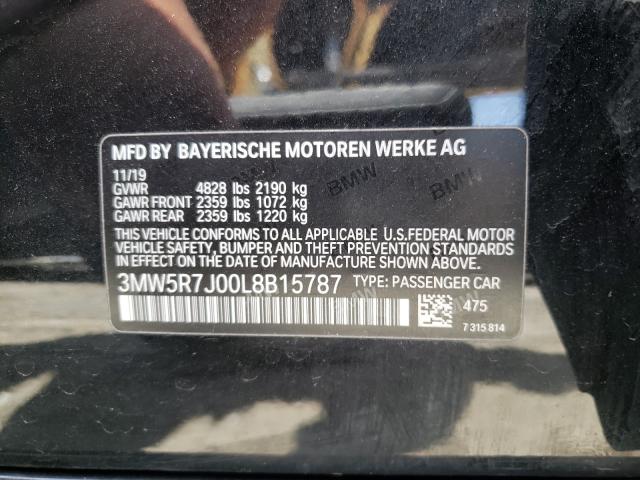 MFD BY BAYERISCHE MOTOREN WERKE AG
11/19
GVWR 4828 lbs 2190 kg
GAWR FRONT 2359 lbs 1072 kg
GAWR REAR 2359 lbs 1220 kg
THIS VEHICLE CONFORMS TO ALL APPLICABLE U.S.FEDERAL MOTOR
VEHICLE SAFETY, BUMPER AND THEFT PREVENTION STANDARDS
IN EFFECT ON THE DATE OF MANUFACTURE SHOWN ABOVE.
3MW5R7J00L8B15787 TYPE: PASSENGER CAR
475
7 315 814
BMW
BMW